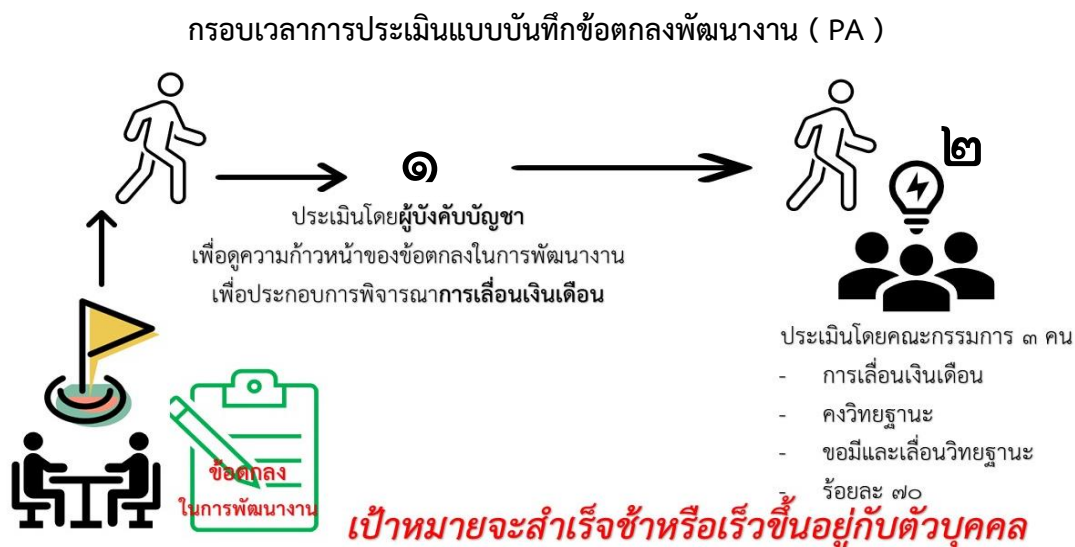 กรอบเวลาการประเมินแบบบันทึกข้อตกลงพัฒนางาน ( PA )
๑
ประเมินโดยผู้บังคับบัญชา
เพื่อดูความก้าวหน้าของข้อตกลงในการพัฒนางาน
เพื่อประกอบการพิจารณาการเลื่อนเงินเดือน
๒
ประเมินโดยคณะกรรมการ ๓ คน
- การเลื่อนเงินเดือน
- คงวิทยฐานะ
- ขอมีและเลื่อนวิทยฐานะ
- ร้อยละ ๗๐
ข้อตกลง
ในการพัฒนางาน
เป้าหมายจะสำเร็จช้าหรือเร็วขึ้นอยู่กับตัวบุคคล